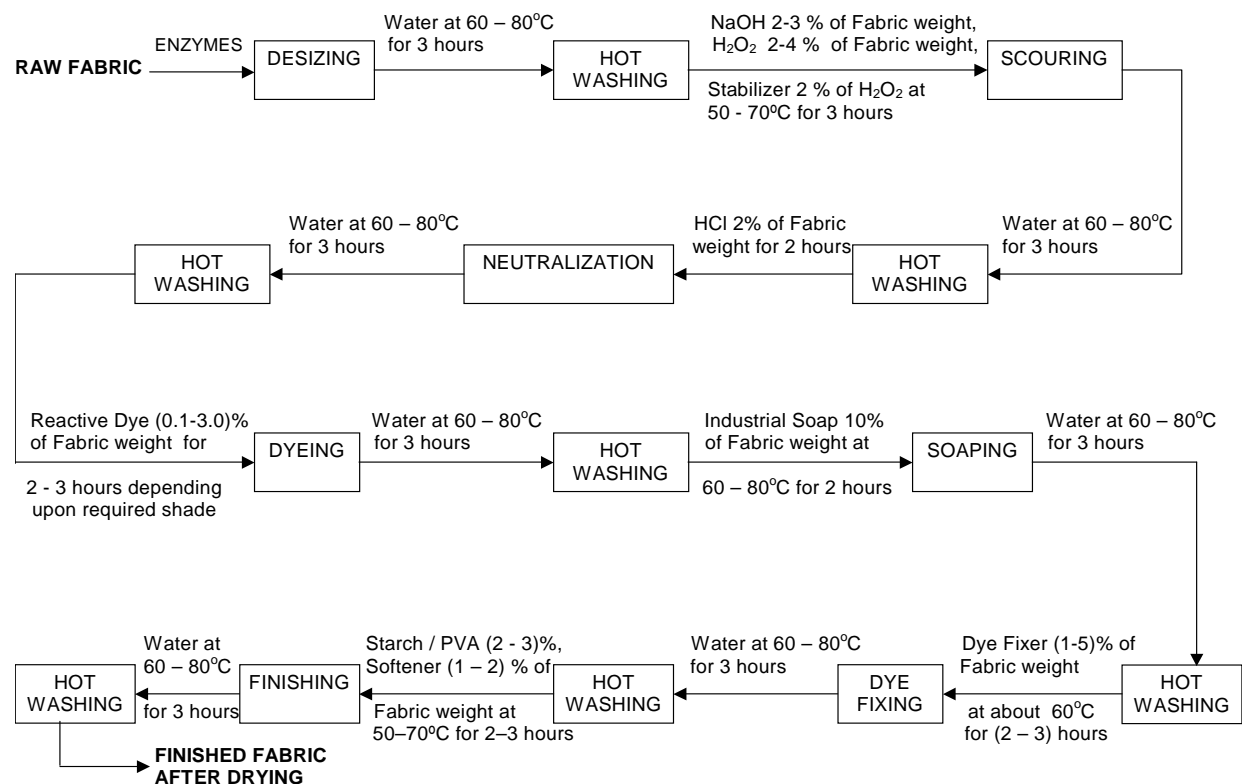 ENZYMES
RAW FABRIC
DESIZING
Water at 60 – 80°C
for 3 hours
HOT
WASHING
NaOH 2-3 % of Fabric weight,
H₂O₂ 2-4 % of Fabric weight,
Stabilizer 2 % of H₂O₂ at
50 - 70ºC for 3 hours
SCOURING
Water at 60 – 80°C
for 3 hours
HOT
WASHING
HCl 2% of Fabric
weight for 2 hours
NEUTRALIZATION
Water at 60 – 80°C
for 3 hours
HOT
WASHING
Reactive Dye (0.1-3.0)%
of Fabric weight for
2 - 3 hours depending
upon required shade
DYEING
Water at 60 – 80°C
for 3 hours
HOT
WASHING
Industrial Soap 10%
of Fabric weight at
60 – 80°C for 2 hours
SOAPING
Water at 60 – 80°C
for 3 hours
HOT
WASHING
Dye Fixer (1-5)% of
Fabric weight
at about 60°C
for (2 – 3) hours
DYE
FIXING
Water at 60 – 80°C
for 3 hours
HOT
WASHING
Starch / PVA (2 - 3)%,
Softener (1 – 2) % of
Fabric weight at
50–70ºC for 2–3 hours
FINISHING
Water at
60 – 80°C
for 3 hours
HOT
WASHING
FINISHED FABRIC
AFTER DRYING